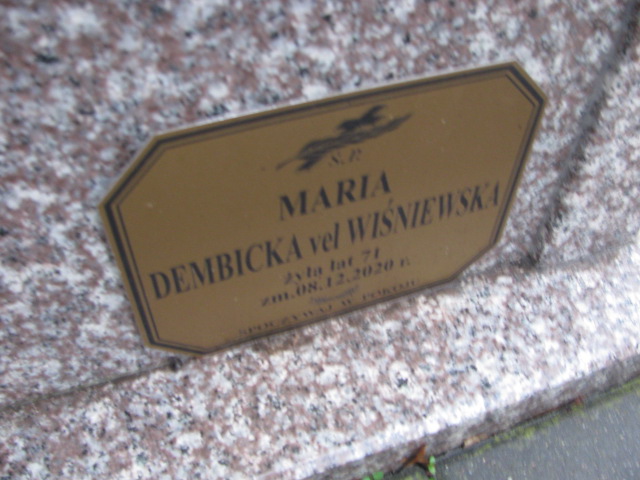 Ś.P.
MARIA
DEMBICKA vel WIŚNIEWSKA
żyła lat 71
zm.08.12.2020 r.
SPOCZYWAJ W POKOJU